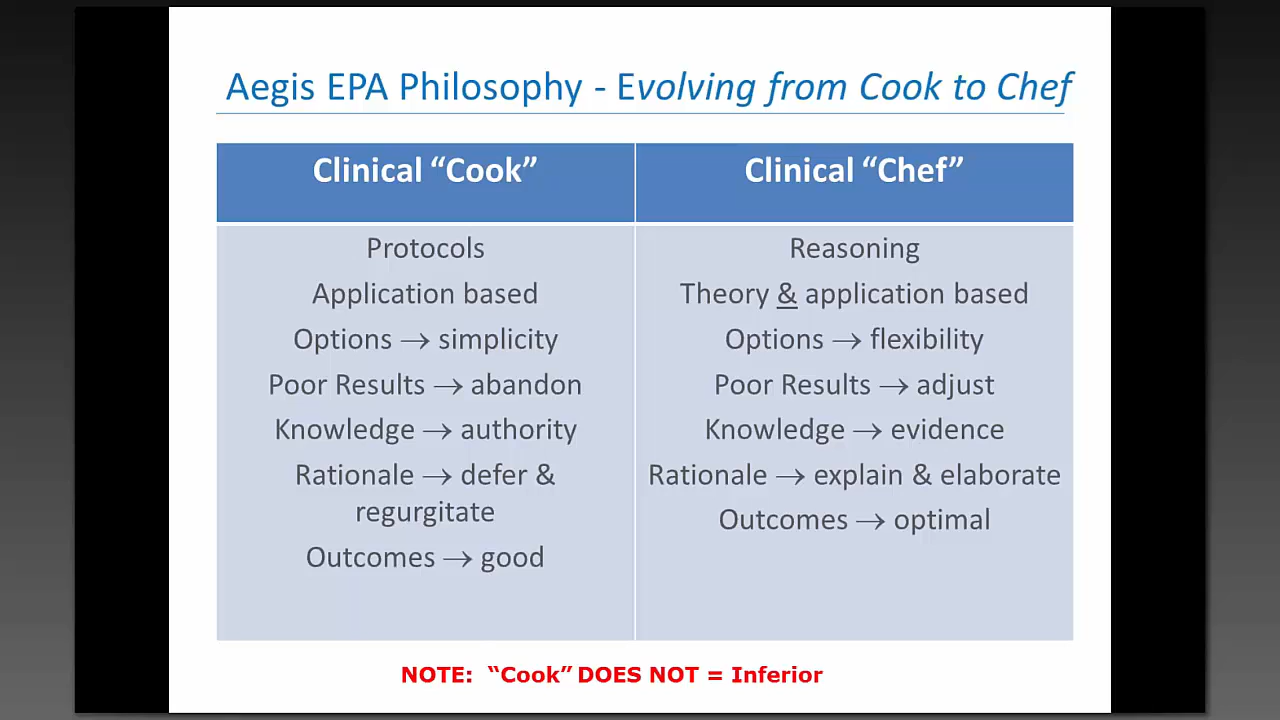 Aegis EPA Philosophy - Evolving from Cook to Chef
Clinical “Cook”
Protocols
Application based
Options → simplicity
Poor Results → abandon
Knowledge → authority
Rationale → defer &
regurgitate
Outcomes → good
Clinical “Chef”
Reasoning
Theory & application based
Options → flexibility
Poor Results → adjust
Knowledge → evidence
Rationale → explain & elaborate
Outcomes → optimal
NOTE: “Cook” DOES NOT = Inferior